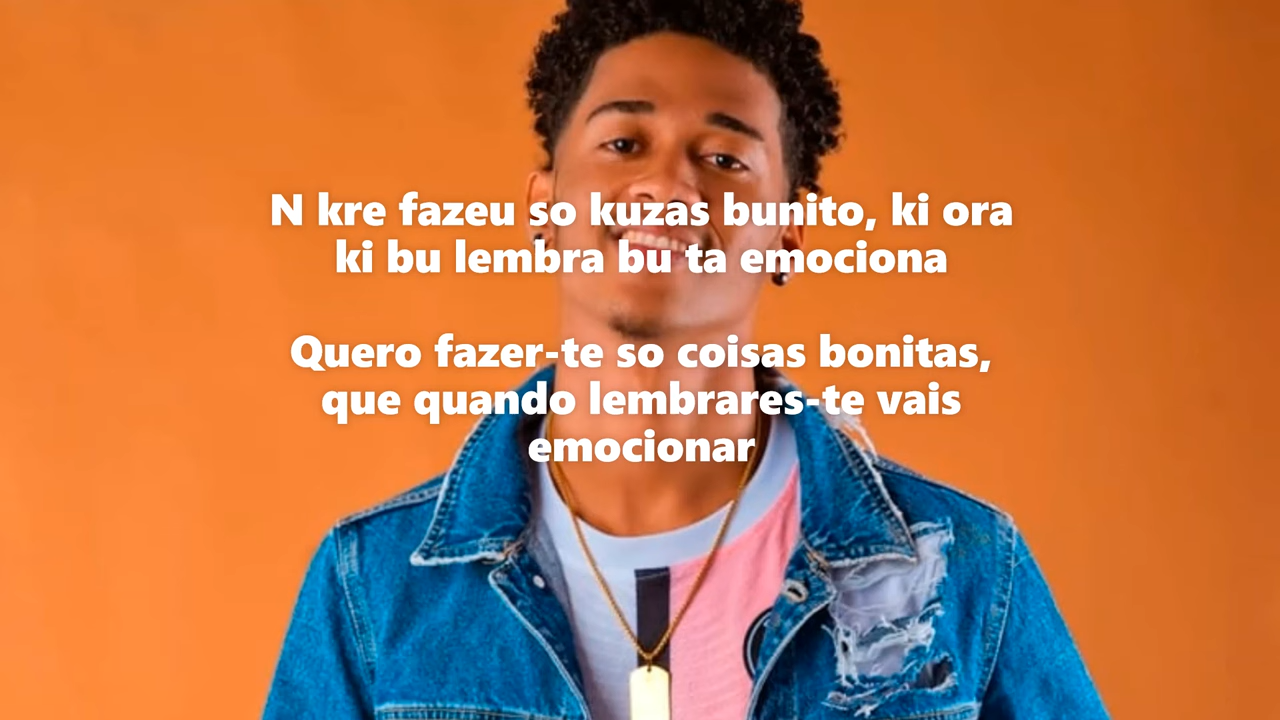 N kre fazeu so kuzas bunito, ki ora
ki bu lembra bu ta emociona
Quero fazer-te so coisas bonitas,
que quando lembrares-te vais
emocionar